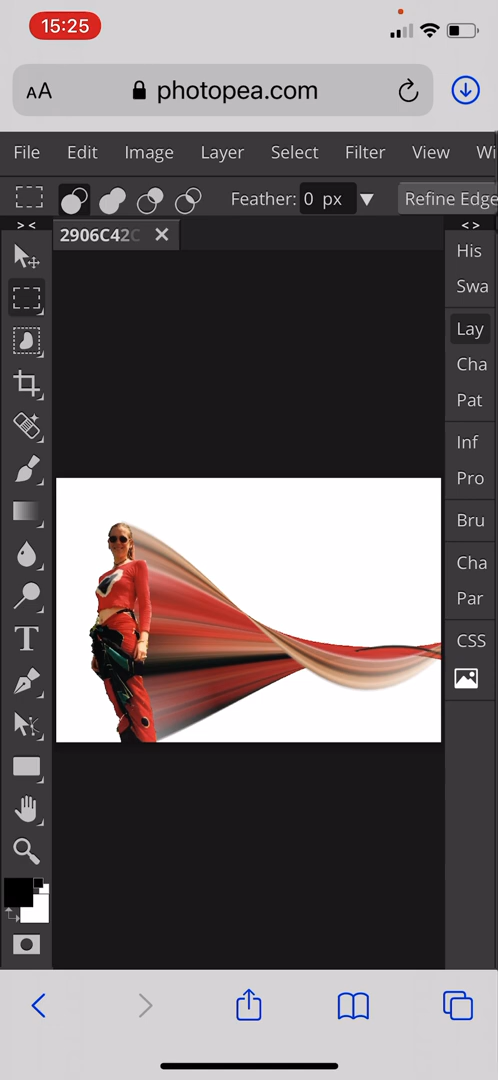 15:25
AA photopea.com
File Edit Image Layer Select Filter View Wi
Feather: 0 px Refine Edge
> < < >
2906C42C
His
Swa
Lay
Cha
Pat
Inf
Pro
Bru
Cha
Par
CSS
T